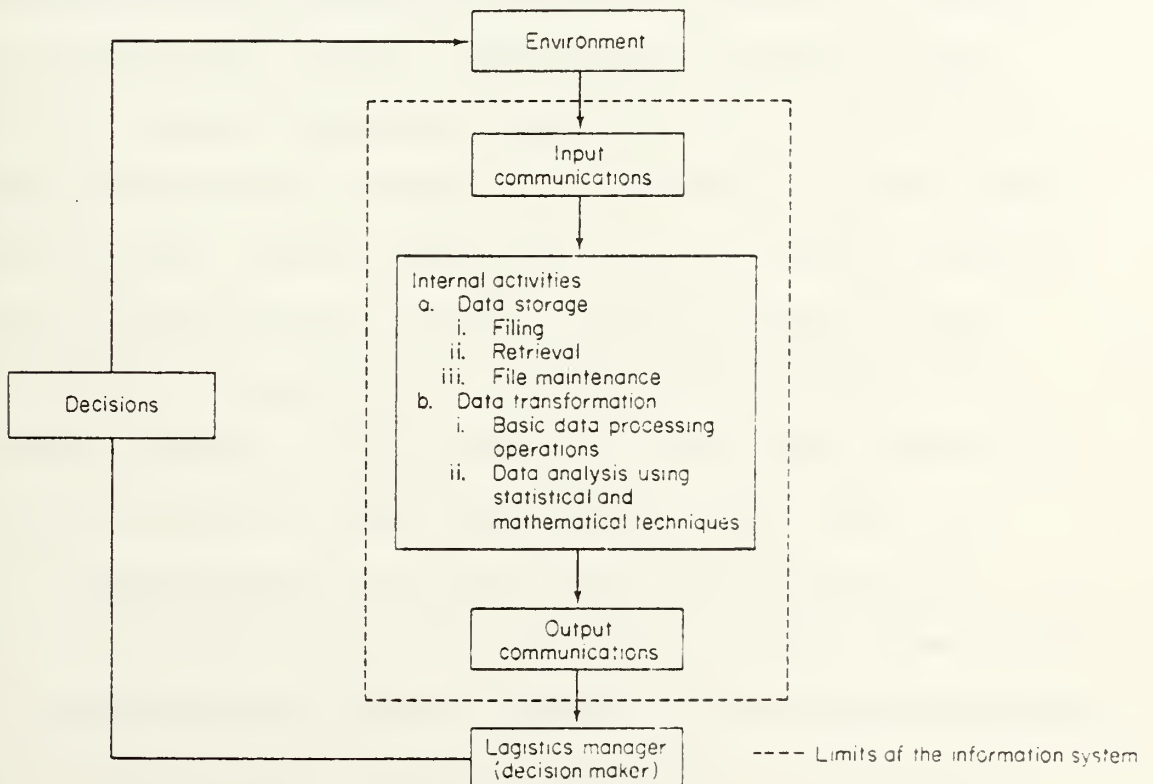 Environment
Input
communications
Internal activities
a. Data storage
i. Filing
ii. Retrieval
iii. File maintenance
b. Data transformation
i. Basic data processing
operations
ii. Data analysis using
statistical and
mathematical techniques
Decisions
Output
communications
Lagistics manager
(decision maker)
---- Limits of the information system